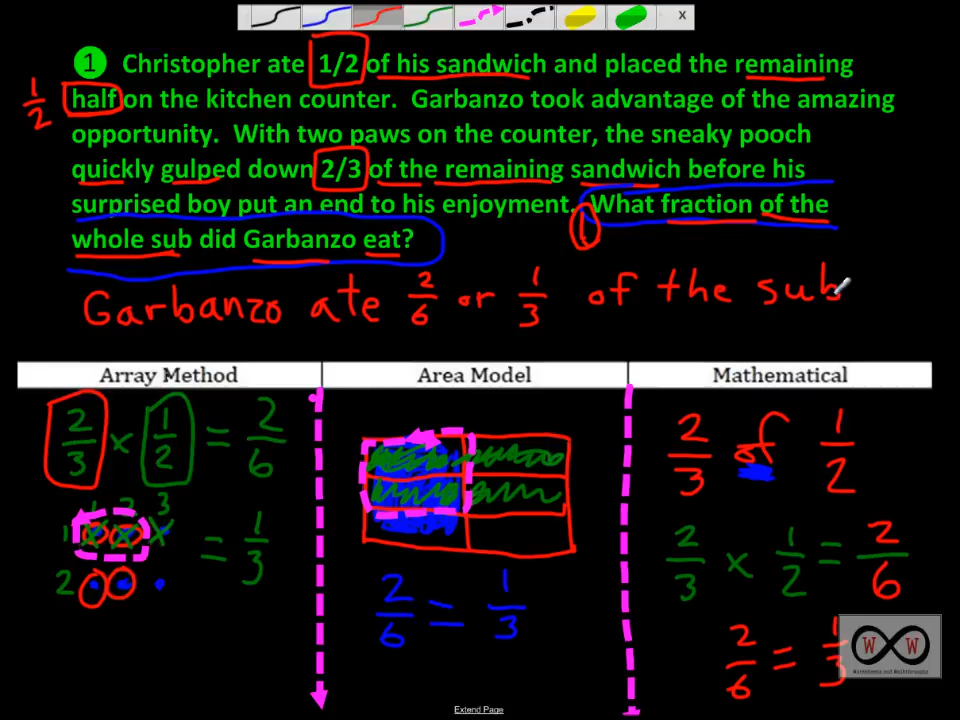 x
1 Christopher ate 1/2 of his sandwich and placed the remaining
1/2 half on the kitchen counter. Garbanzo took advantage of the amazing
opportunity. With two paws on the counter, the sneaky pooch
quickly gulped down 2/3 of the remaining sandwich before his
surprised boy put an end to his enjoyment. What fraction of the
1
whole sub did Garbanzo eat?
Garbanzo ate 2/6 or 1/3 of the sub
Array Method
2/3 x 1/2 = 2/6
1 2 3
1
2
= 1/3
Area Model
2/6 = 1/3
Mathematical
2/3 of 1/2
2/3 x 1/2 = 2/6
2/6 = 1/3
W W
Extend Page